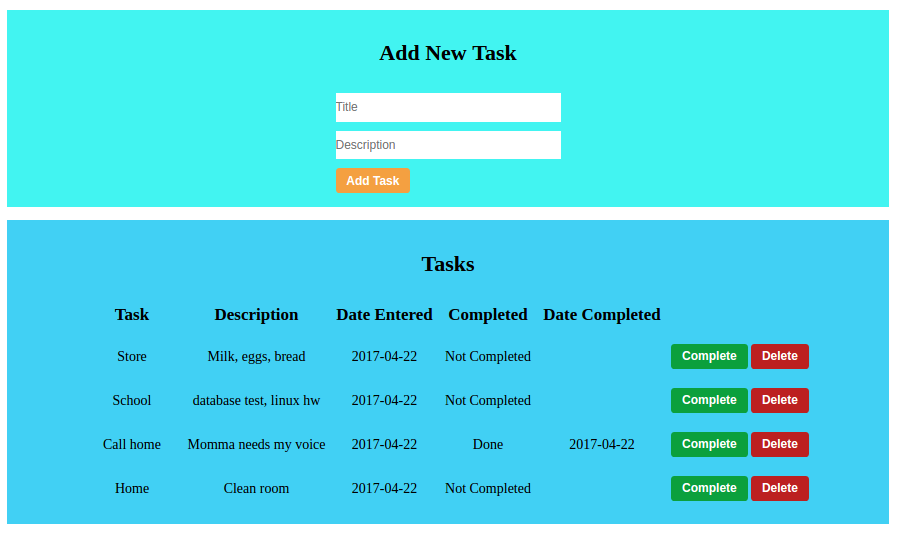 Add New Task
Title
Description
Add Task
Tasks
Task Description Date Entered Completed Date Completed
Store Milk, eggs, bread 2017-04-22 Not Completed Complete Delete
School database test, linux hw 2017-04-22 Not Completed Complete Delete
Call home Momma needs my voice 2017-04-22 Done 2017-04-22 Complete Delete
Home Clean room 2017-04-22 Not Completed Complete Delete